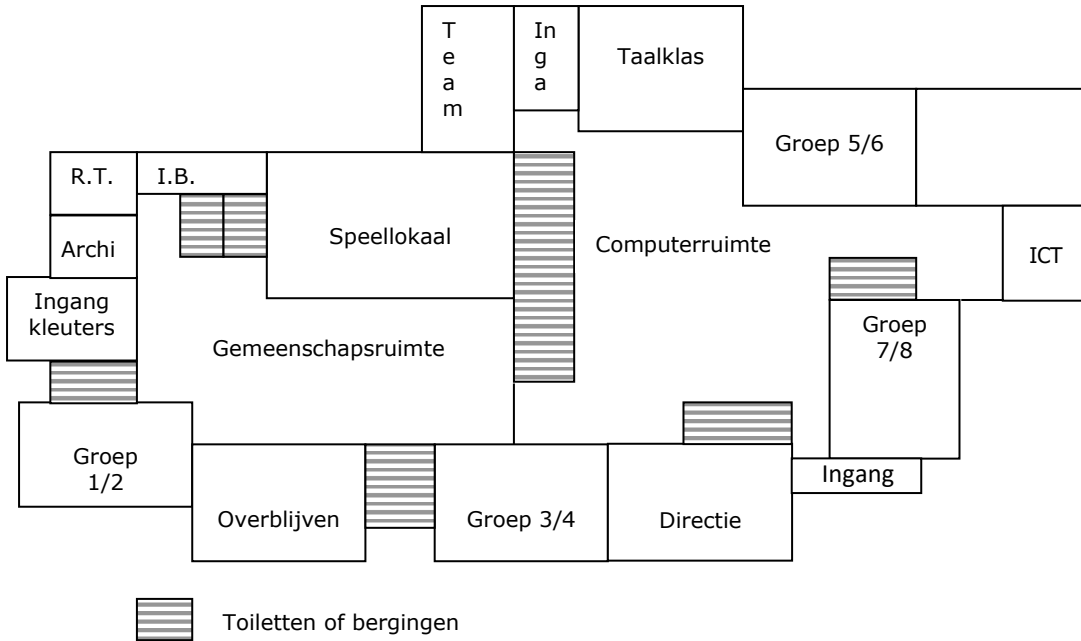 T
e
a
m
In
g
a
Taalklas
Groep 5/6
R.T.
I.B.
Archi
Speellokaal
Computerruimte
ICT
Ingang
kleuters
Gemeenschapsruimte
Groep
7/8
Groep
1/2
Overblijven
Groep 3/4
Directie
Ingang
Toiletten of bergingen